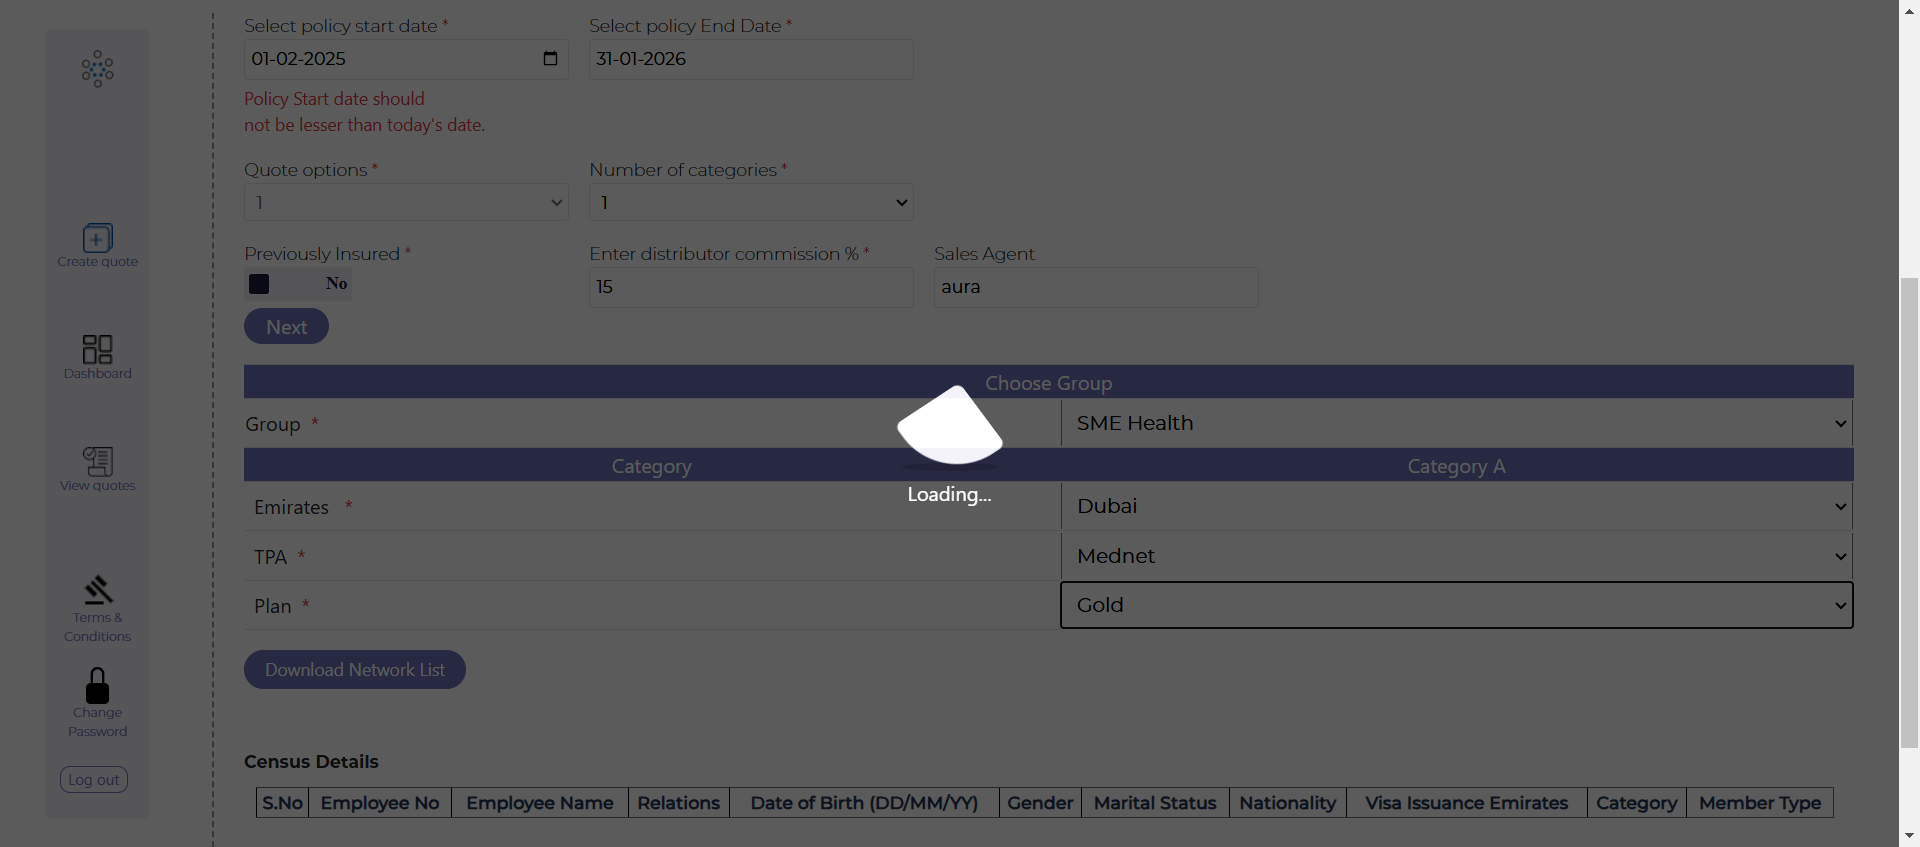 Select policy start date *
Select policy End Date *
01-02-2025
31-01-2026
Policy Start date should
not be lesser than today's date.
Quote options *
Number of categories *
1
1
Previously Insured *
Enter distributor commission % *
Sales Agent
No
15
aura
Next
Choose Group
Group *
SME Health
Category
Category A
Emirates *
Dubai
TPA *
Mednet
Plan *
Gold
Loading...
Download Network List
Census Details
S.No Employee No Employee Name Relations Date of Birth (DD/MM/YY) Gender Marital Status Nationality Visa Issuance Emirates Category Member Type
Create quote
Dashboard
View quotes
Terms &
Conditions
Change
Password
Log out